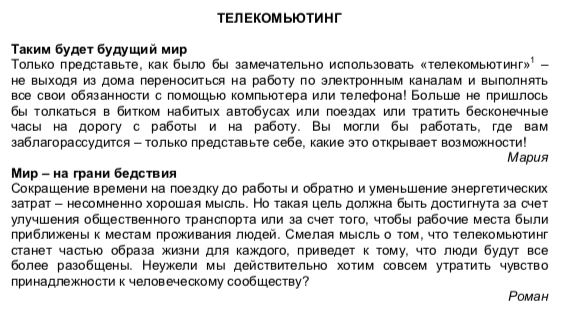 ТЕЛЕКОМЬЮТИНГ
Таким будет будущий мир
Только представьте, как было бы замечательно использовать «телекомьютинг»¹ –
не выходя из дома переноситься на работу по электронным каналам и выполнять
все свои обязанности с помощью компьютера или телефона! Больше не пришлось
бы толкаться в битком набитых автобусах или поездах или тратить бесконечные
часы на дорогу с работы и на работу. Вы могли бы работать, где вам
заблагорассудится – только представьте себе, какие это открывает возможности!
Мария
Мир – на грани бедствия
Сокращение времени на поездку до работы и обратно и уменьшение энергетических
затрат – несомненно хорошая мысль. Но такая цель должна быть достигнута за счет
улучшения общественного транспорта или за счет того, чтобы рабочие места были
приближены к местам проживания людей. Смелая мысль о том, что телекомьютинг
станет частью образа жизни для каждого, приведет к тому, что люди будут все
более разобщены. Неужели мы действительно хотим совсем утратить чувство
принадлежности к человеческому сообществу?
Роман